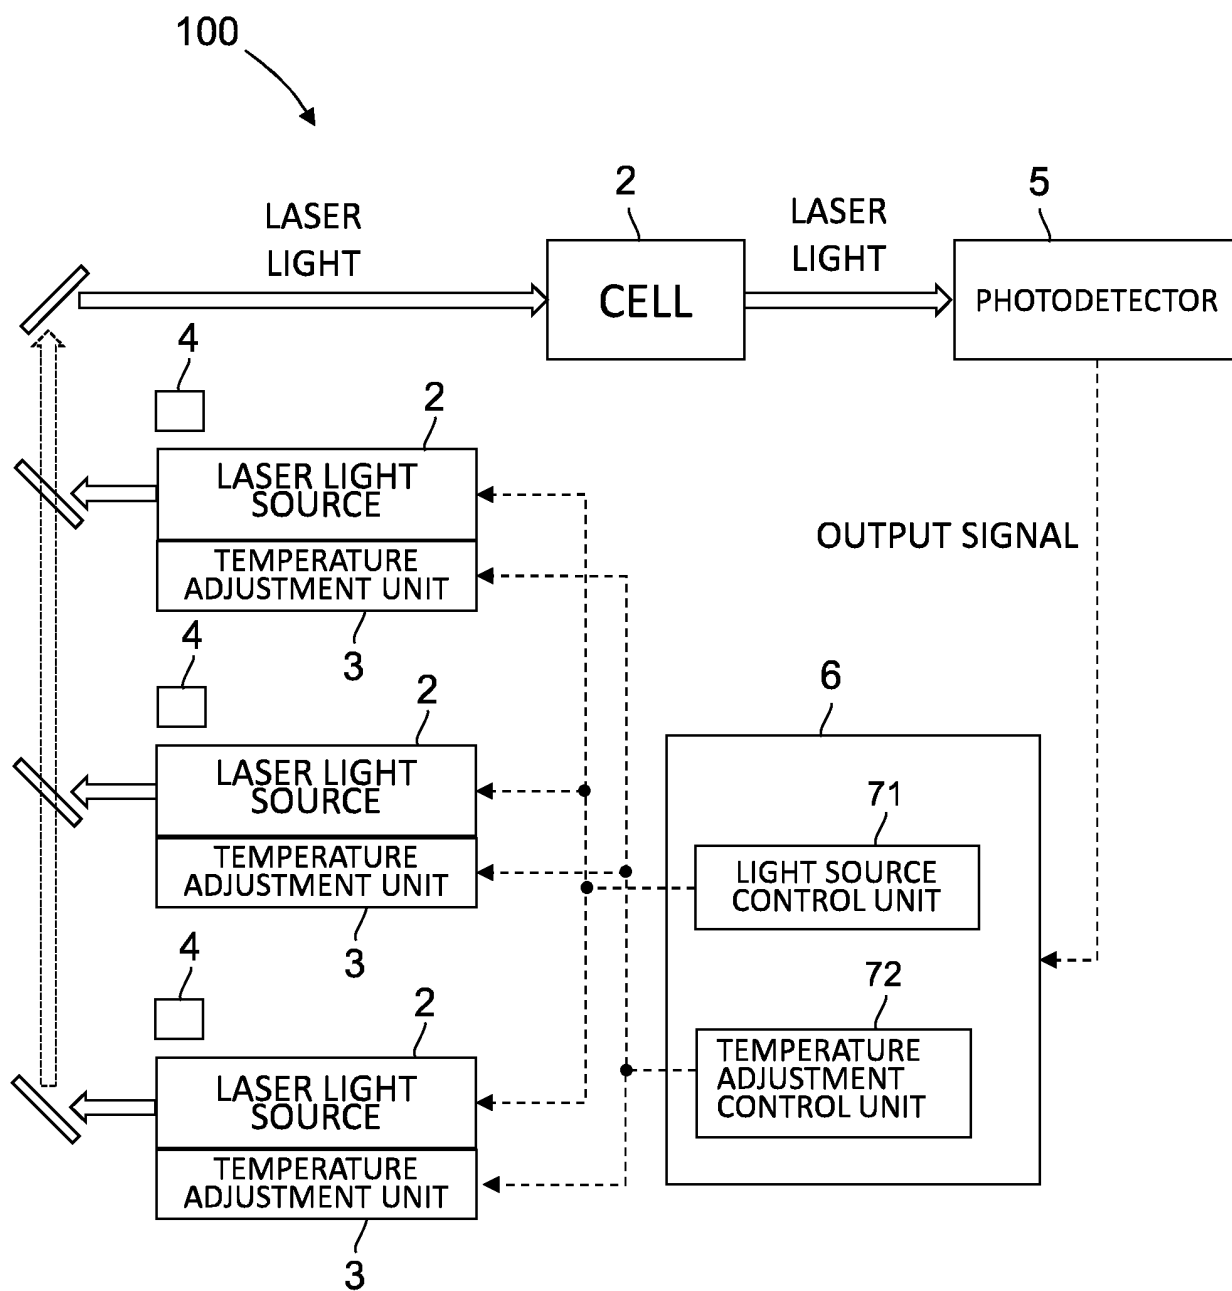 100
2
5
LASER
LIGHT
LASER
LIGHT
CELL
PHOTODETECTOR
4
2
LASER LIGHT
SOURCE
TEMPERATURE
ADJUSTMENT UNIT
3
OUTPUT SIGNAL
4
2
LASER LIGHT
SOURCE
TEMPERATURE
ADJUSTMENT UNIT
3
6
71
LIGHT SOURCE
CONTROL UNIT
72
TEMPERATURE
ADJUSTMENT
CONTROL UNIT
4
2
LASER LIGHT
SOURCE
TEMPERATURE
ADJUSTMENT UNIT
3